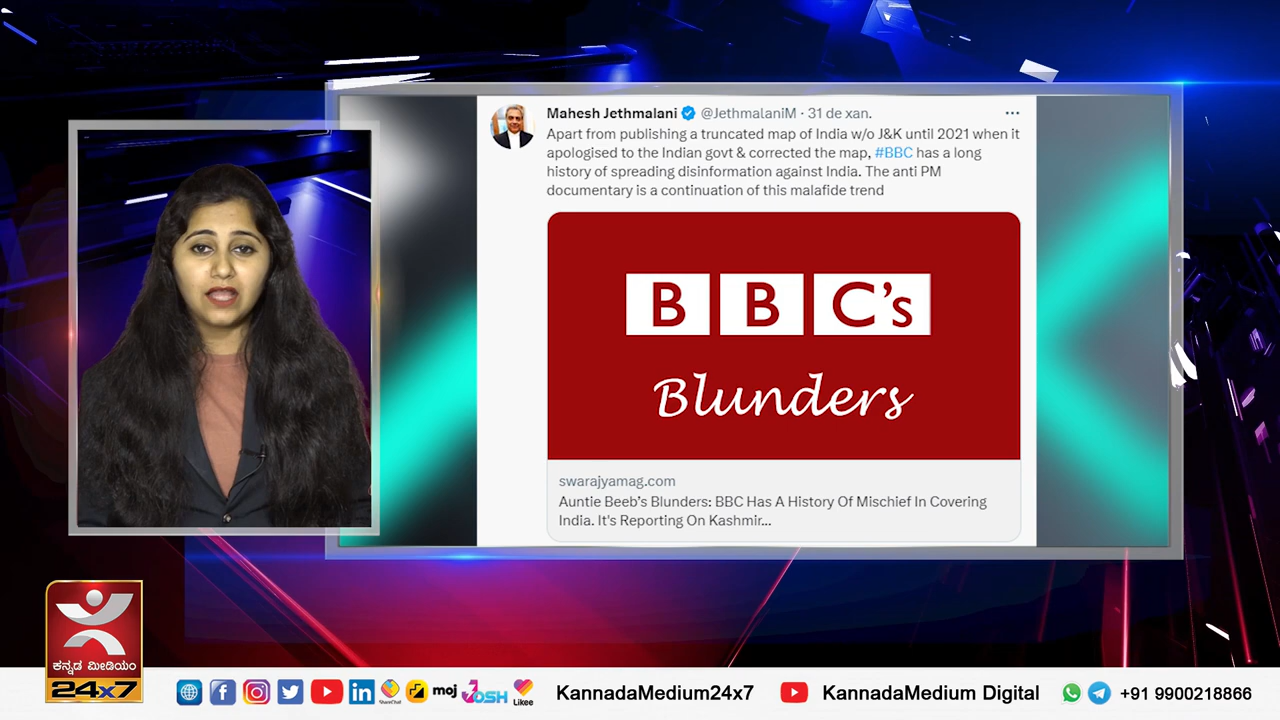 Mahesh Jethmalani @JethmalaniM · 31 de xan.
Apart from publishing a truncated map of India w/o J&K until 2021 when it
apologised to the Indian govt & corrected the map, #BBC has a long
history of spreading disinformation against India. The anti PM
documentary is a continuation of this malafide trend
BBC's
Blunders
swarajyamag.com
Auntie Beeb's Blunders: BBC Has A History Of Mischief In Covering
India. It's Reporting On Kashmir...
ಕನ್ನಡ ಮೀಡಿಯಂ
24x7
ShareChat
moj
JOSH
Likee
KannadaMedium24x7
KannadaMedium Digital
+91 9900218866